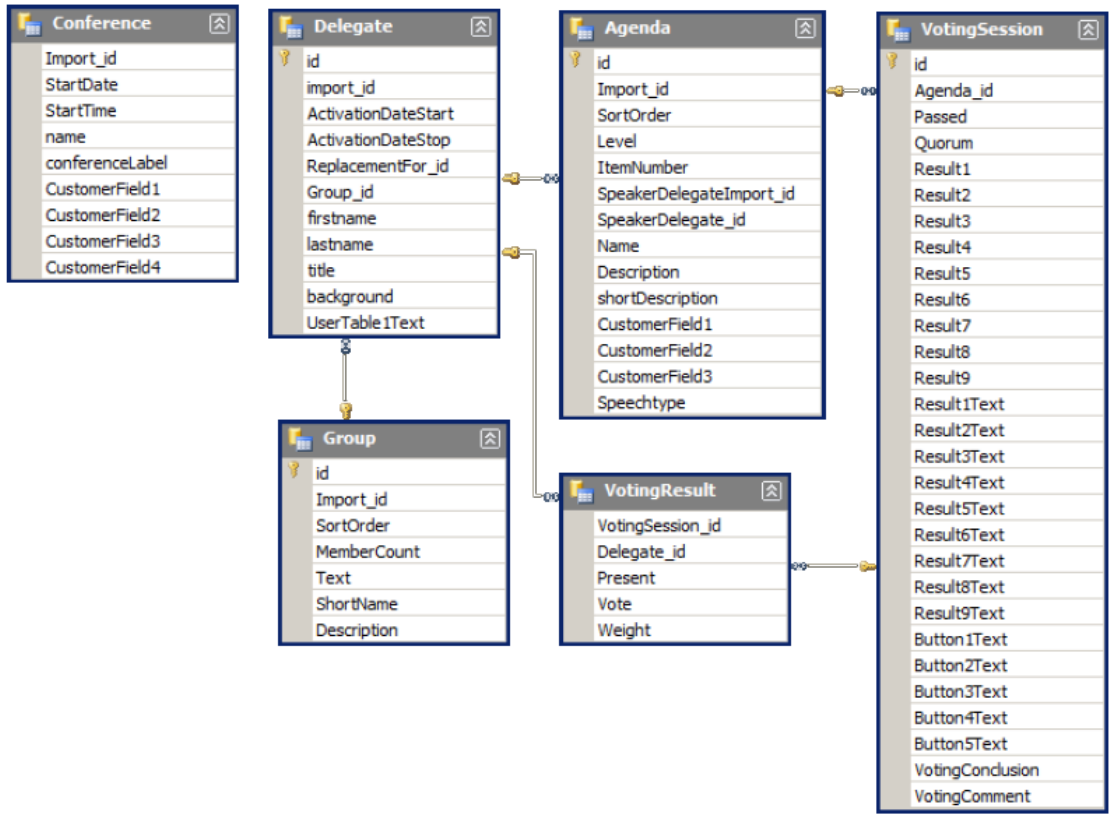 Conference
Import_id
StartDate
StartTime
name
conferenceLabel
CustomerField1
CustomerField2
CustomerField3
CustomerField4
Delegate
id
import_id
ActivationDateStart
ActivationDateStop
ReplacementFor_id
Group_id
firstname
lastname
title
background
UserTable1Text
Agenda
id
Import_id
SortOrder
Level
ItemNumber
SpeakerDelegateImport_id
SpeakerDelegate_id
Name
Description
shortDescription
CustomerField1
CustomerField2
CustomerField3
Speechtype
VotingSession
id
Agenda_id
Passed
Quorum
Result1
Result2
Result3
Result4
Result5
Result6
Result7
Result8
Result9
Result1Text
Result2Text
Result3Text
Result4Text
Result5Text
Result6Text
Result7Text
Result8Text
Result9Text
Button1Text
Button2Text
Button3Text
Button4Text
Button5Text
VotingConclusion
VotingComment
Group
id
Import_id
SortOrder
MemberCount
Text
ShortName
Description
VotingResult
VotingSession_id
Delegate_id
Present
Vote
Weight